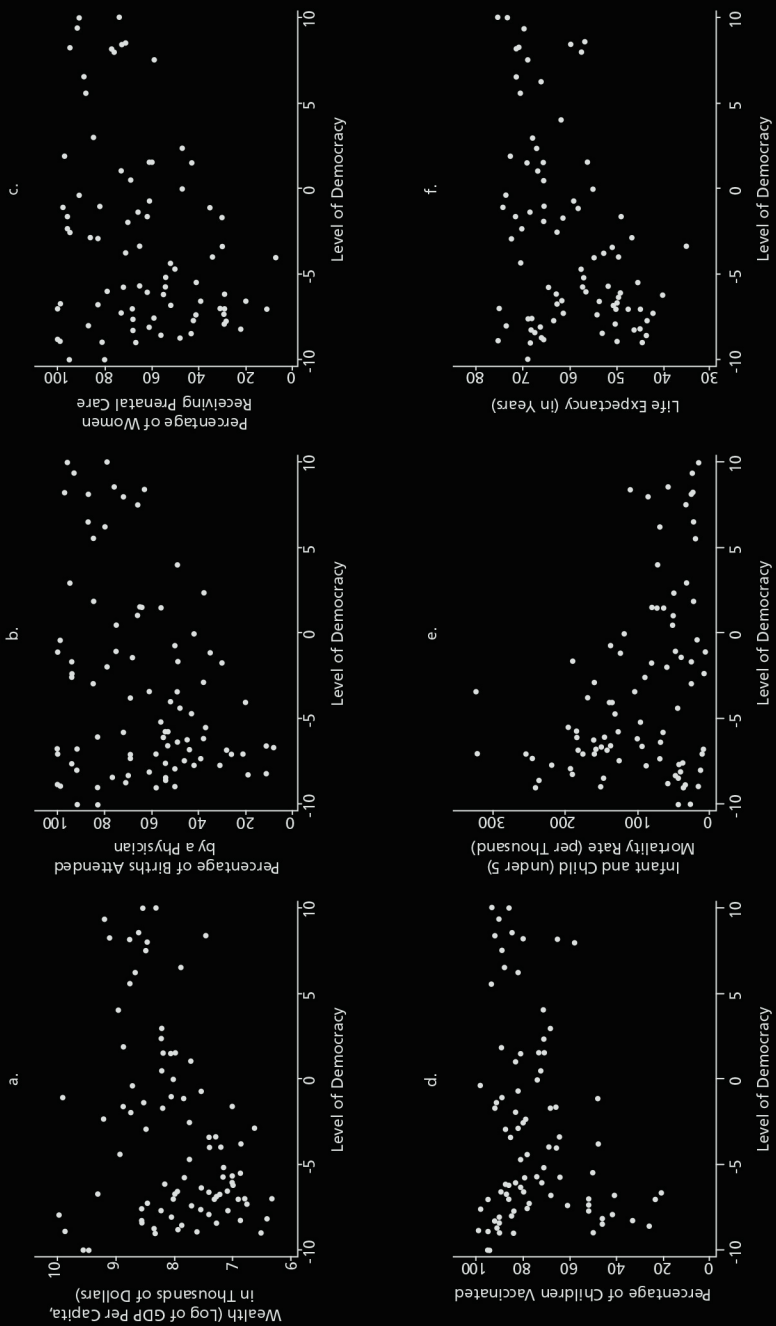 a.
Wealth (Log of GDP Per Capita,
in Thousands of Dollars)
10
9
8
7
6
-10 -5 0 5 10
Level of Democracy
b.
Percentage of Births Attended
by a Physician
100
80
60
40
20
0
-10 -5 0 5 10
Level of Democracy
c.
Percentage of Women
Receiving Prenatal Care
100
80
60
40
20
0
-10 -5 0 5 10
Level of Democracy
d.
Percentage of Children Vaccinated
100
80
60
40
20
0
-10 -5 0 5 10
Level of Democracy
e.
Infant and Child (under 5)
Mortality Rate (per Thousand)
300
200
100
0
-10 -5 0 5 10
Level of Democracy
f.
Life Expectancy (in Years)
80
70
60
50
40
30
-10 -5 0 5 10
Level of Democracy